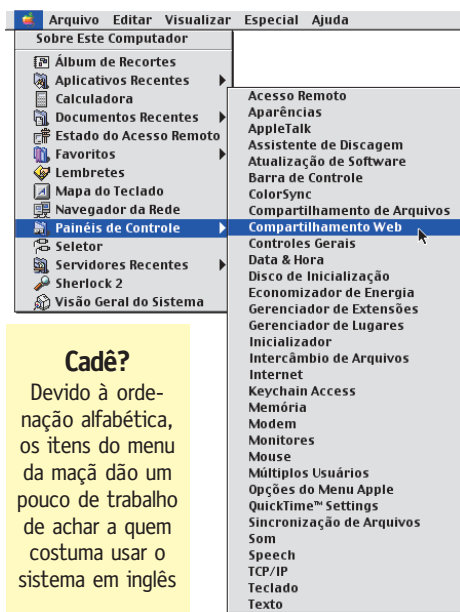 Arquivo Editar Visualizar Especial Ajuda
Sobre Este Computador
Álbum de Recortes
Aplicativos Recentes
Calculadora
Documentos Recentes
Estado do Acesso Remoto
Favoritos
Lembretes
Mapa do Teclado
Navegador da Rede
Painéis de Controle
Seletor
Servidores Recentes
Sherlock 2
Visão Geral do Sistema
Acesso Remoto
Aparências
AppleTalk
Assistente de Discagem
Atualização de Software
Barra de Controle
ColorSync
Compartilhamento de Arquivos
Compartilhamento Web
Controles Gerais
Data & Hora
Disco de Inicialização
Economizador de Energia
Gerenciador de Extensões
Gerenciador de Lugares
Inicializador
Intercâmbio de Arquivos
Internet
Keychain Access
Memória
Modem
Monitores
Mouse
Múltiplos Usuários
Opções do Menu Apple
QuickTime™ Settings
Sincronização de Arquivos
Som
Speech
TCP/IP
Teclado
Texto
Cadê?
Devido à orde-
nação alfabética,
os itens do menu
da maçã dão um
pouco de trabalho
de achar a quem
costuma usar o
sistema em inglês